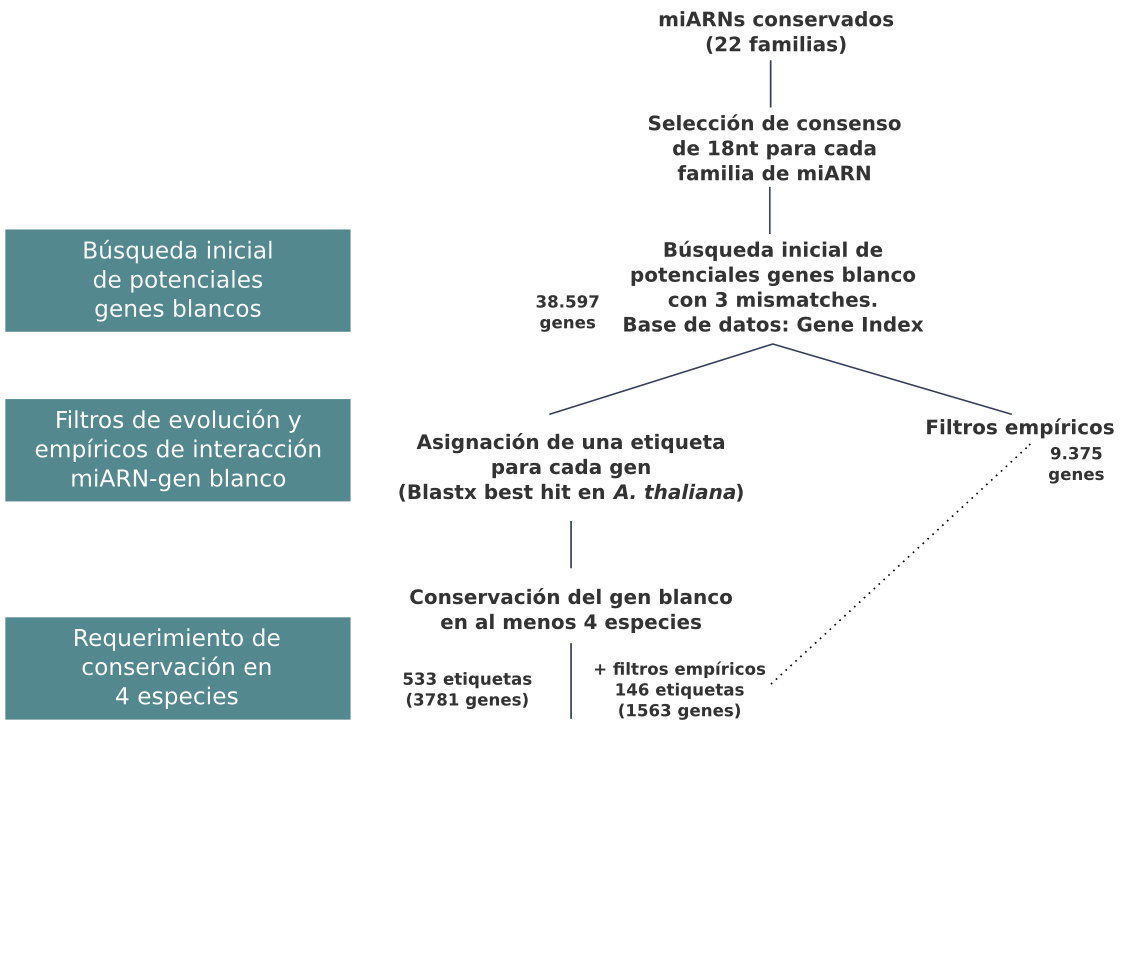 miARNs conservados
(22 familias)
Selección de consenso
de 18nt para cada
familia de miARN
Búsqueda inicial
de potenciales
genes blancos
38.597
genes
Búsqueda inicial de
potenciales genes blanco
con 3 mismatches.
Base de datos: Gene Index
Filtros de evolución y
empíricos de interacción
miARN-gen blanco
Asignación de una etiqueta
para cada gen
(Blastx best hit en A. thaliana)
Filtros empíricos
9.375
genes
Requerimiento de
conservación en
4 especies
Conservación del gen blanco
en al menos 4 especies
533 etiquetas
(3781 genes)
+ filtros empíricos
146 etiquetas
(1563 genes)